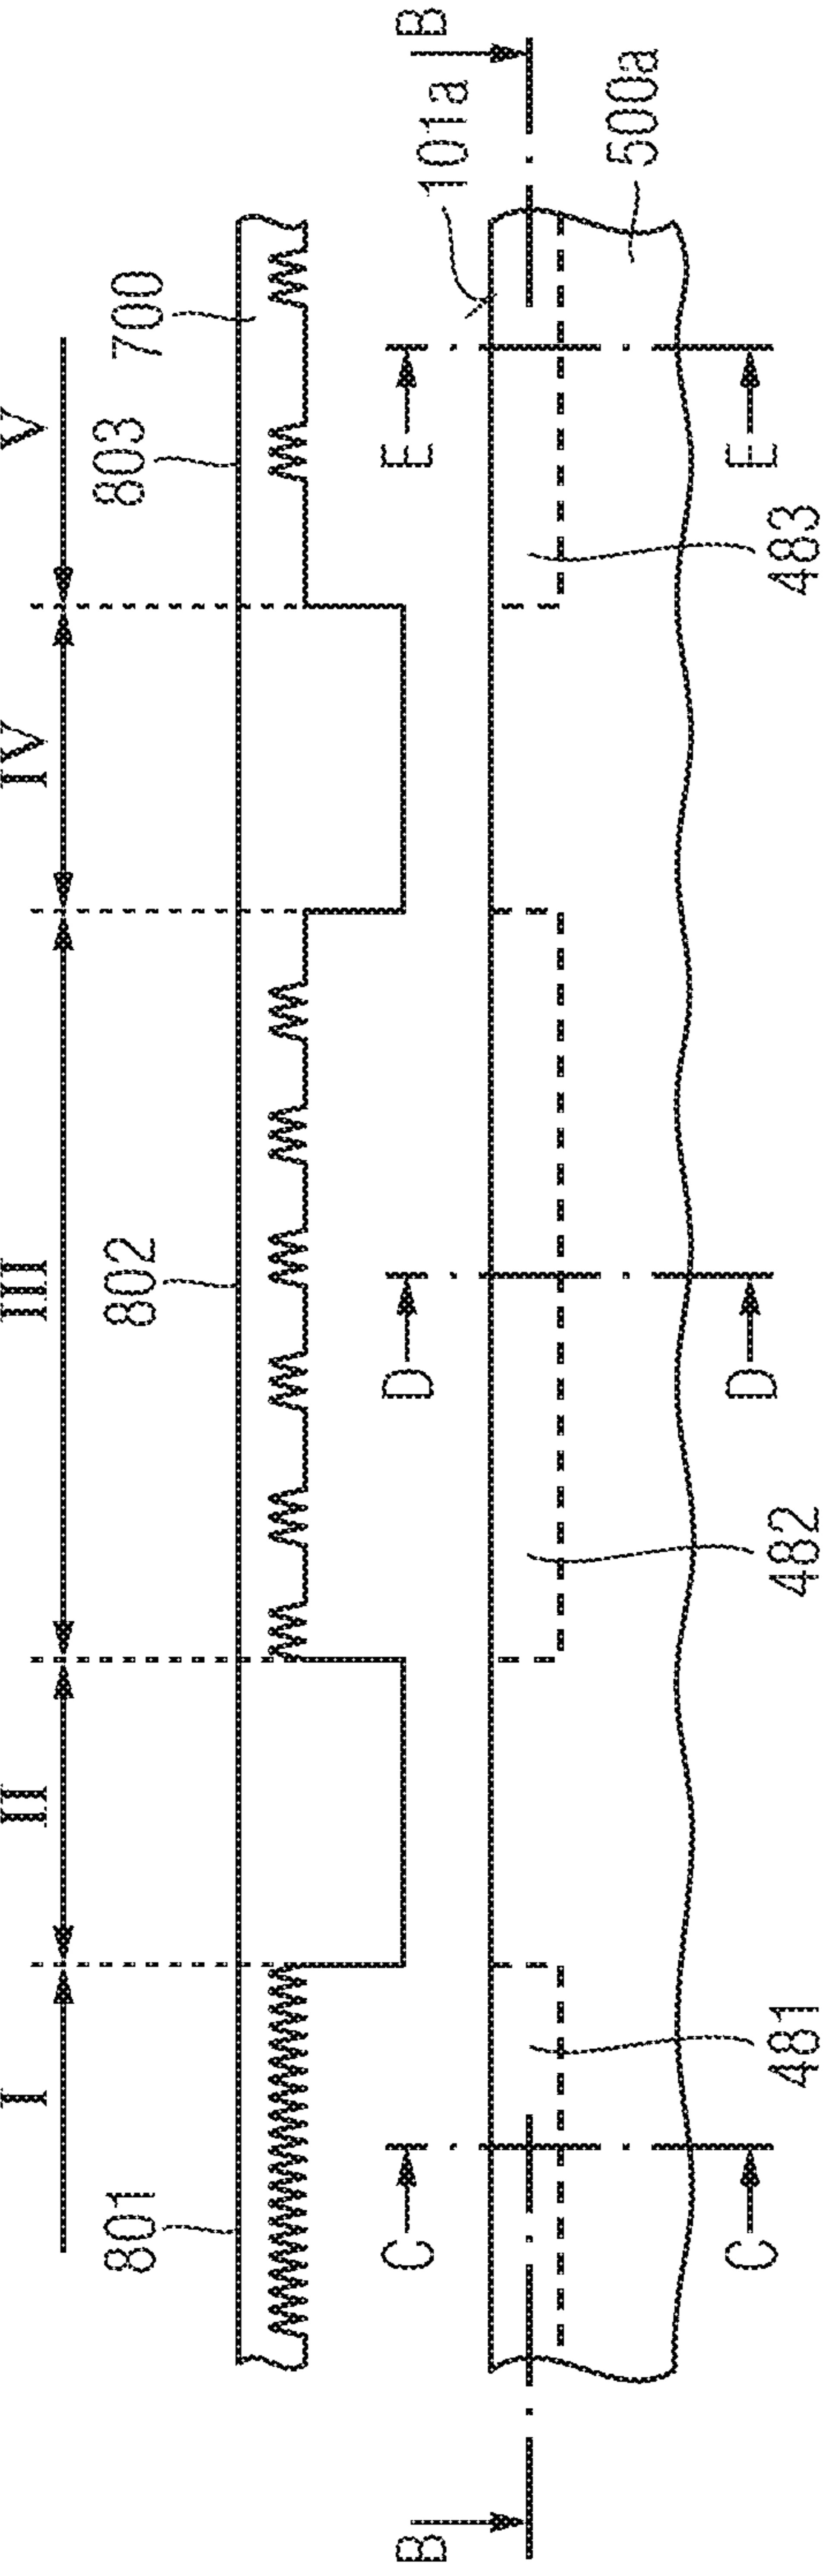 I II III IV V
801 802 803 700
B B
101a
C D E
500a
C D E
481 482 483